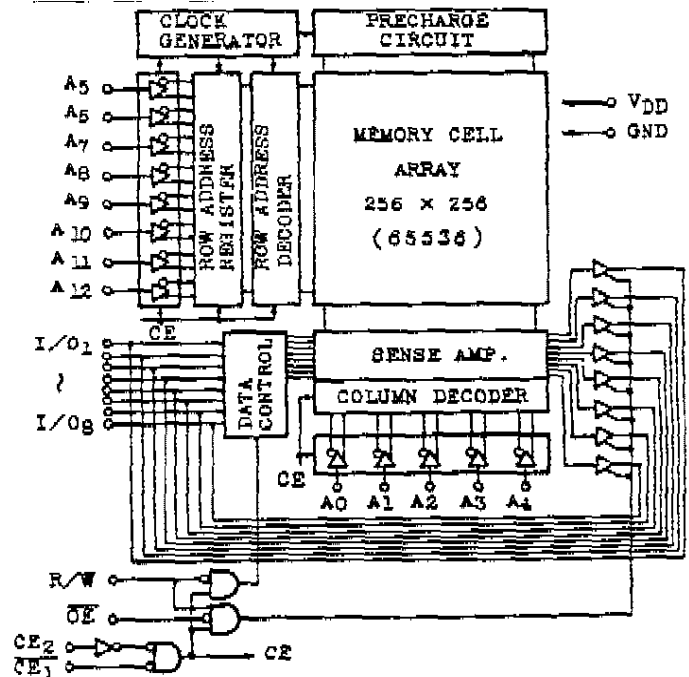 CLOCK
GENERATOR
PRECHARGE
CIRCUIT
A5
A6
A7
A8
A9
A10
A11
A12
ROW ADDRESS
REGISTER
ROW ADDRESS
DECODER
MEMORY CELL
ARRAY
256 × 256
(65536)
VDD
GND
CE
I/O1
≀
I/O8
DATA
CONTROL
SENSE AMP.
COLUMN DECODER
CE
A0
A1
A2
A3
A4
R/W
OE
CE2
CE1
CE